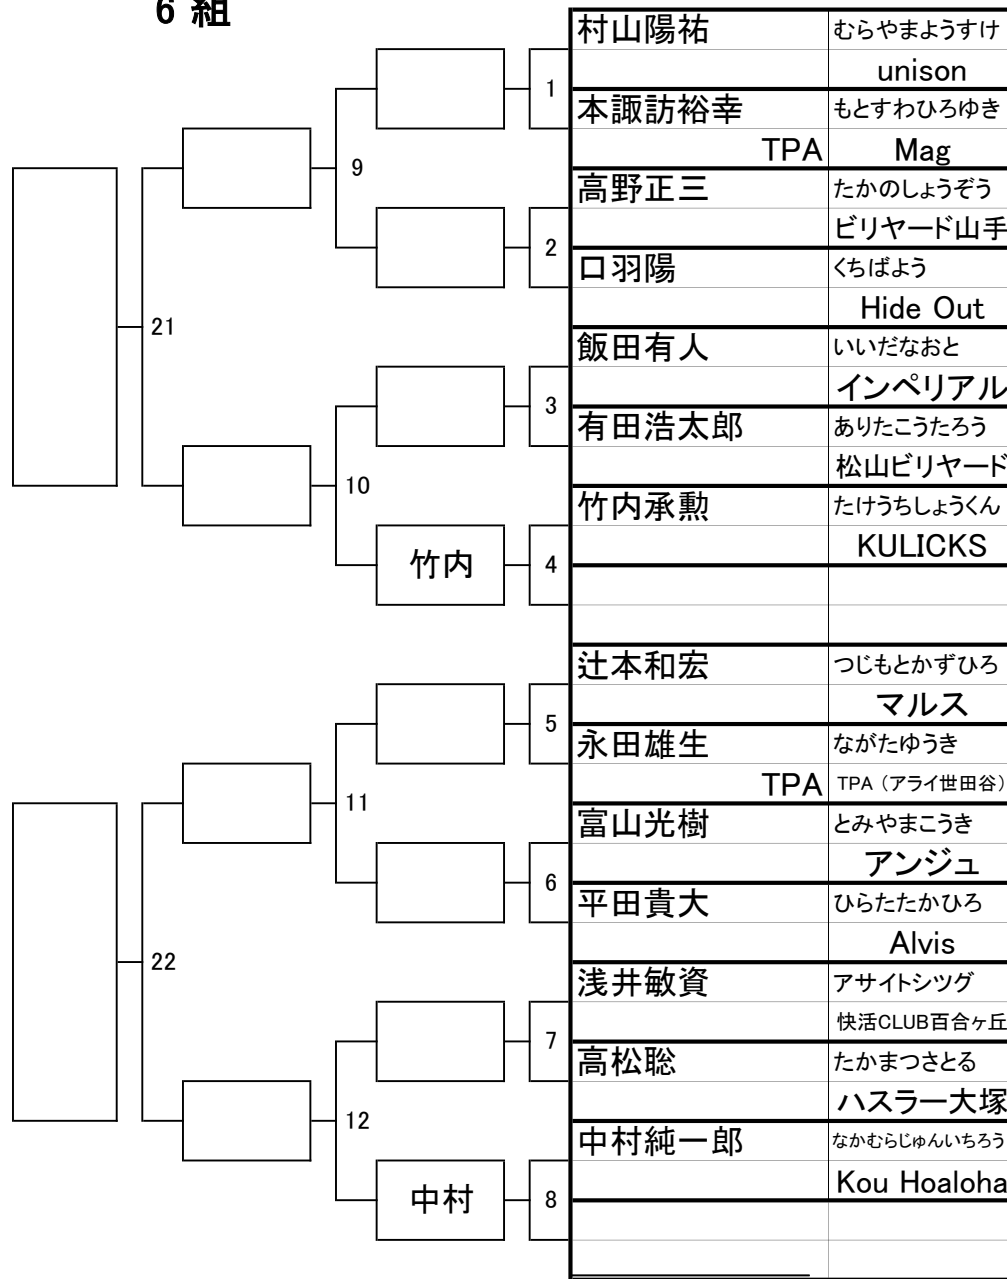 6 組
村山陽祐 むらやまようすけ
unison
1
本諏訪裕幸 もとすわひろゆき
TPA Mag
9
高野正三 たかのしょうぞう
ビリヤード山手
2
口羽陽 くちばよう
Hide Out
21
飯田有人 いいだなおと
インペリアル
3
有田浩太郎 ありたこうたろう
松山ビリヤード
10
竹内承勲 たけうちしょうくん
KULICKS
竹内 4
辻本和宏 つじもとかずひろ
マルス
5
永田雄生 ながたゆうき
TPA TPA（アライ世田谷）
11
富山光樹 とみやまこうき
アンジュ
6
平田貴大 ひらたたかひろ
Alvis
22
浅井敏資 アサイトシツグ
快活CLUB百合ヶ丘
7
高松聡 たかまつさとる
ハスラー大塚
12
中村純一郎 なかむらじゅんいちろう
Kou Hoaloha
中村 8